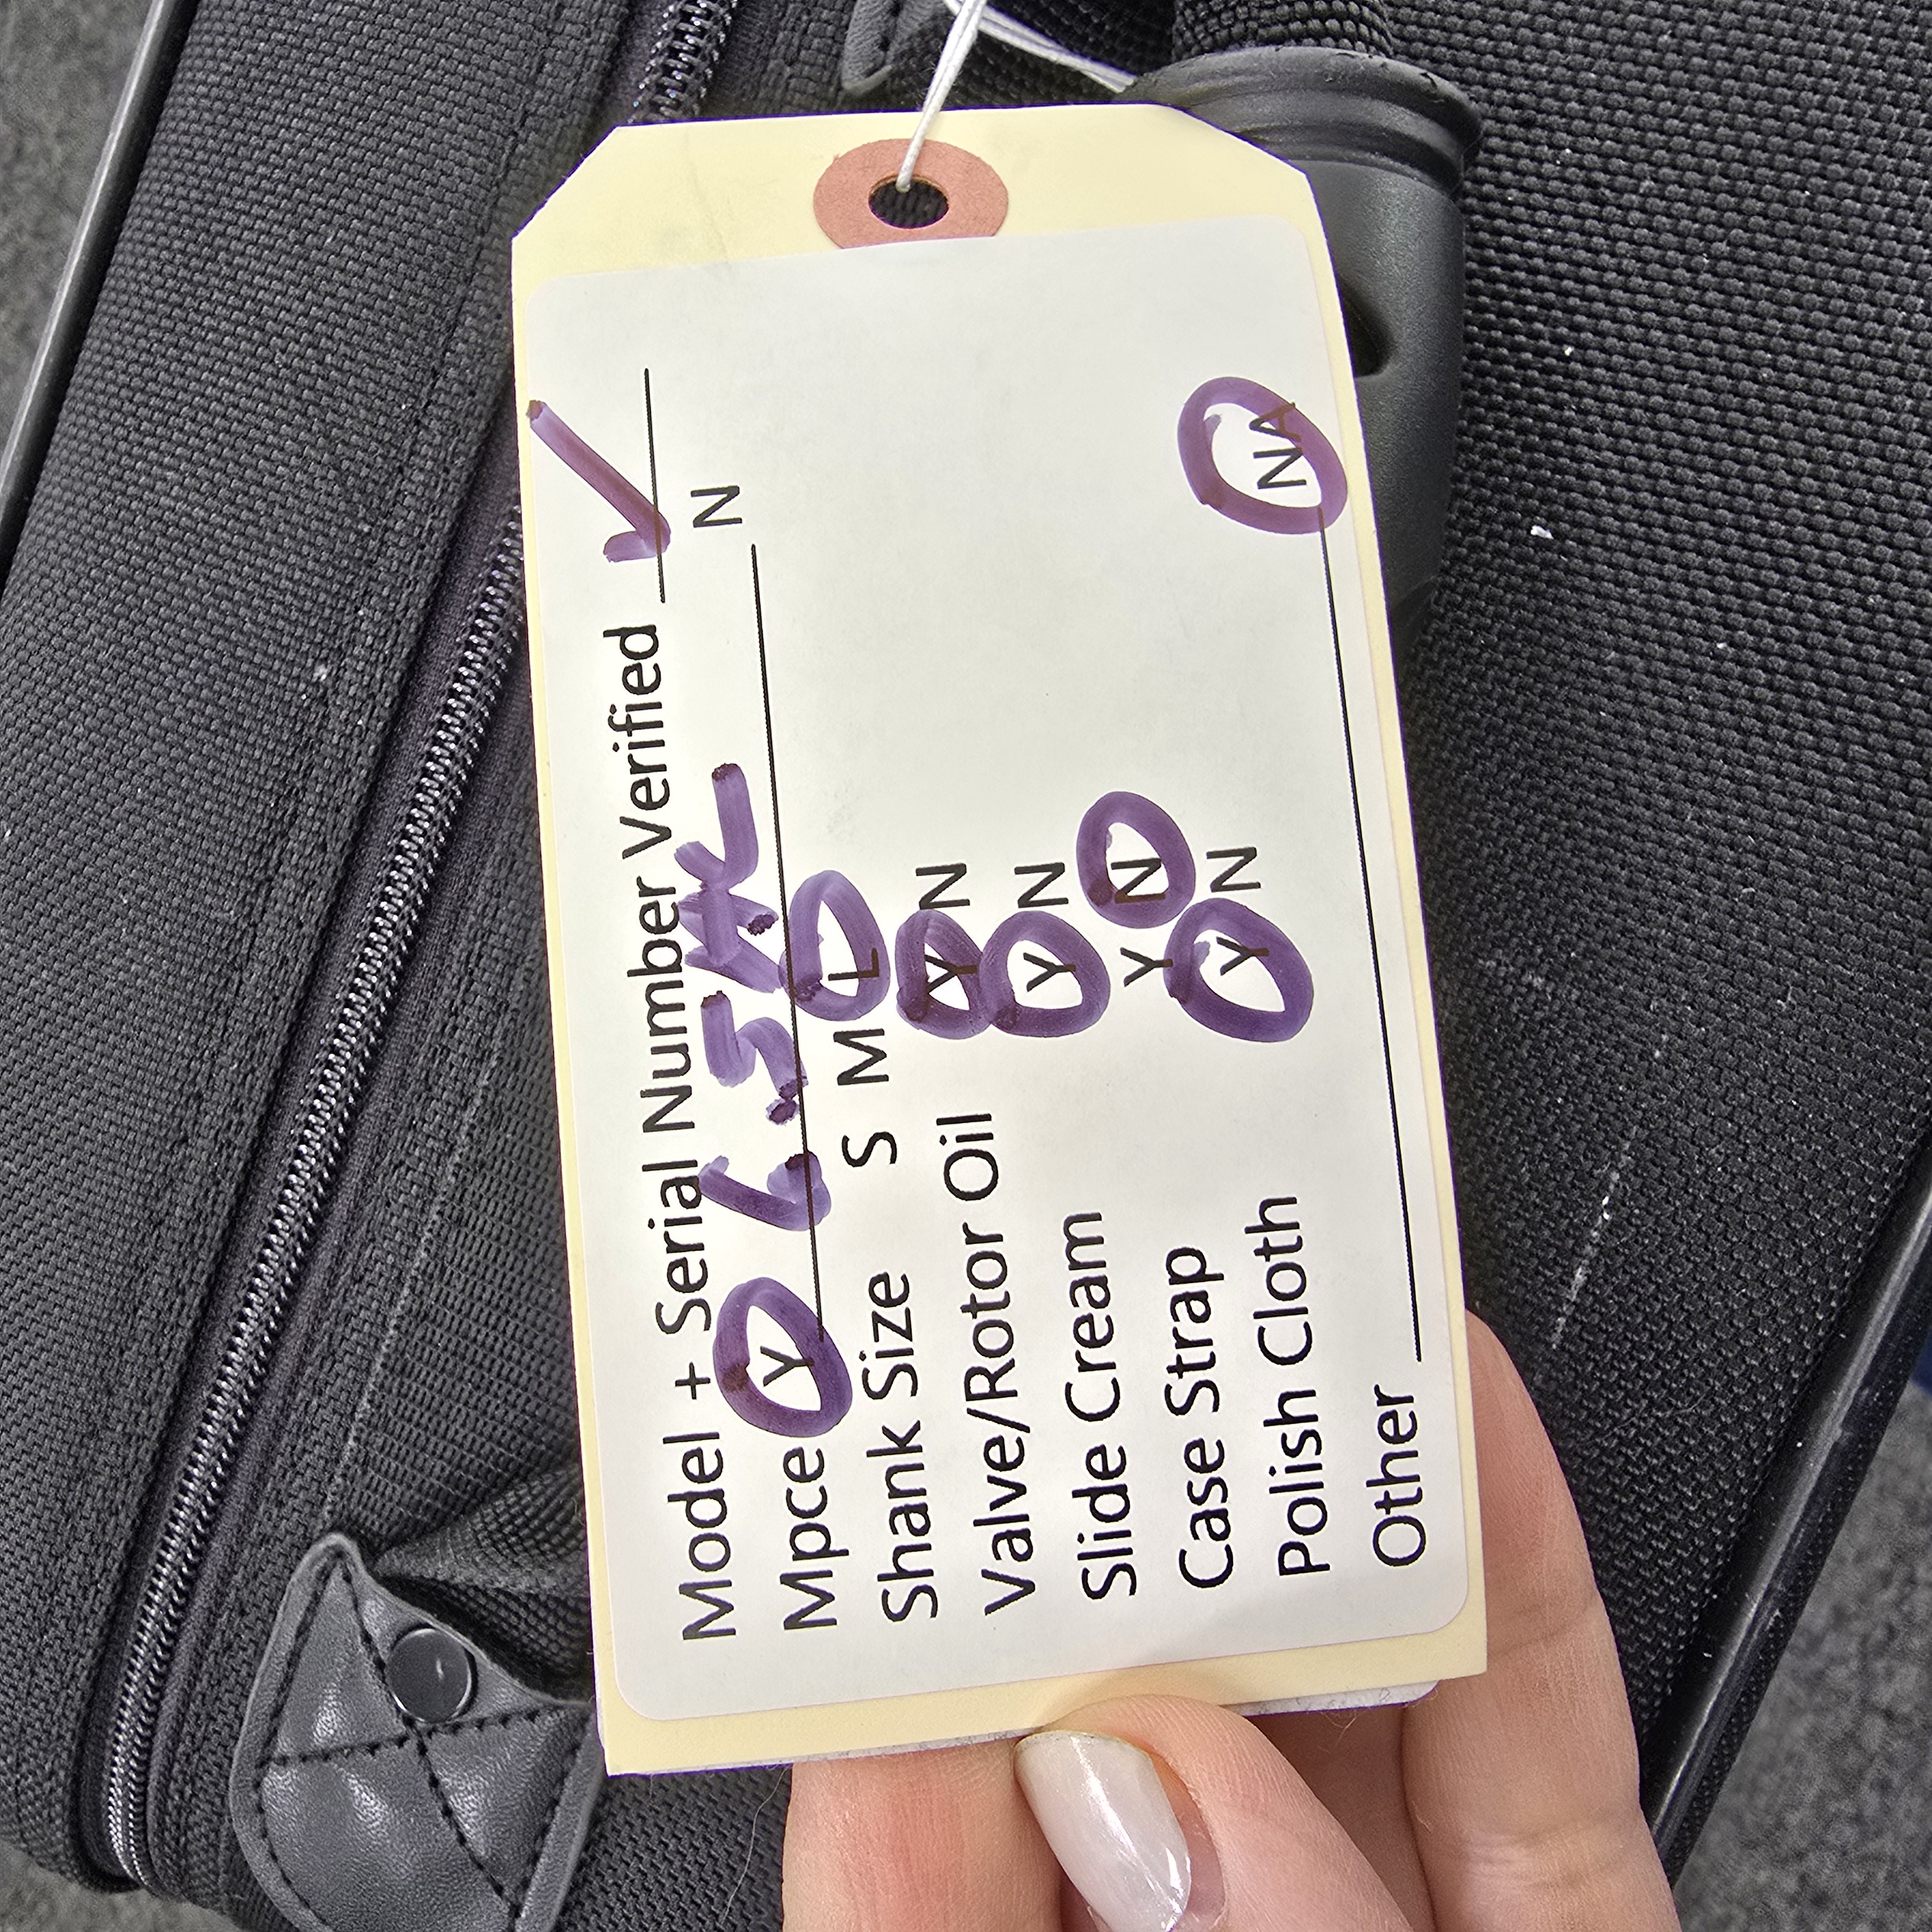 Model + Serial Number Verified ✓
Mpce Y 6.5AL N
Shank Size S M L
Valve/Rotor Oil Y N
Slide Cream Y N
Case Strap Y N
Polish Cloth Y N
Other NA